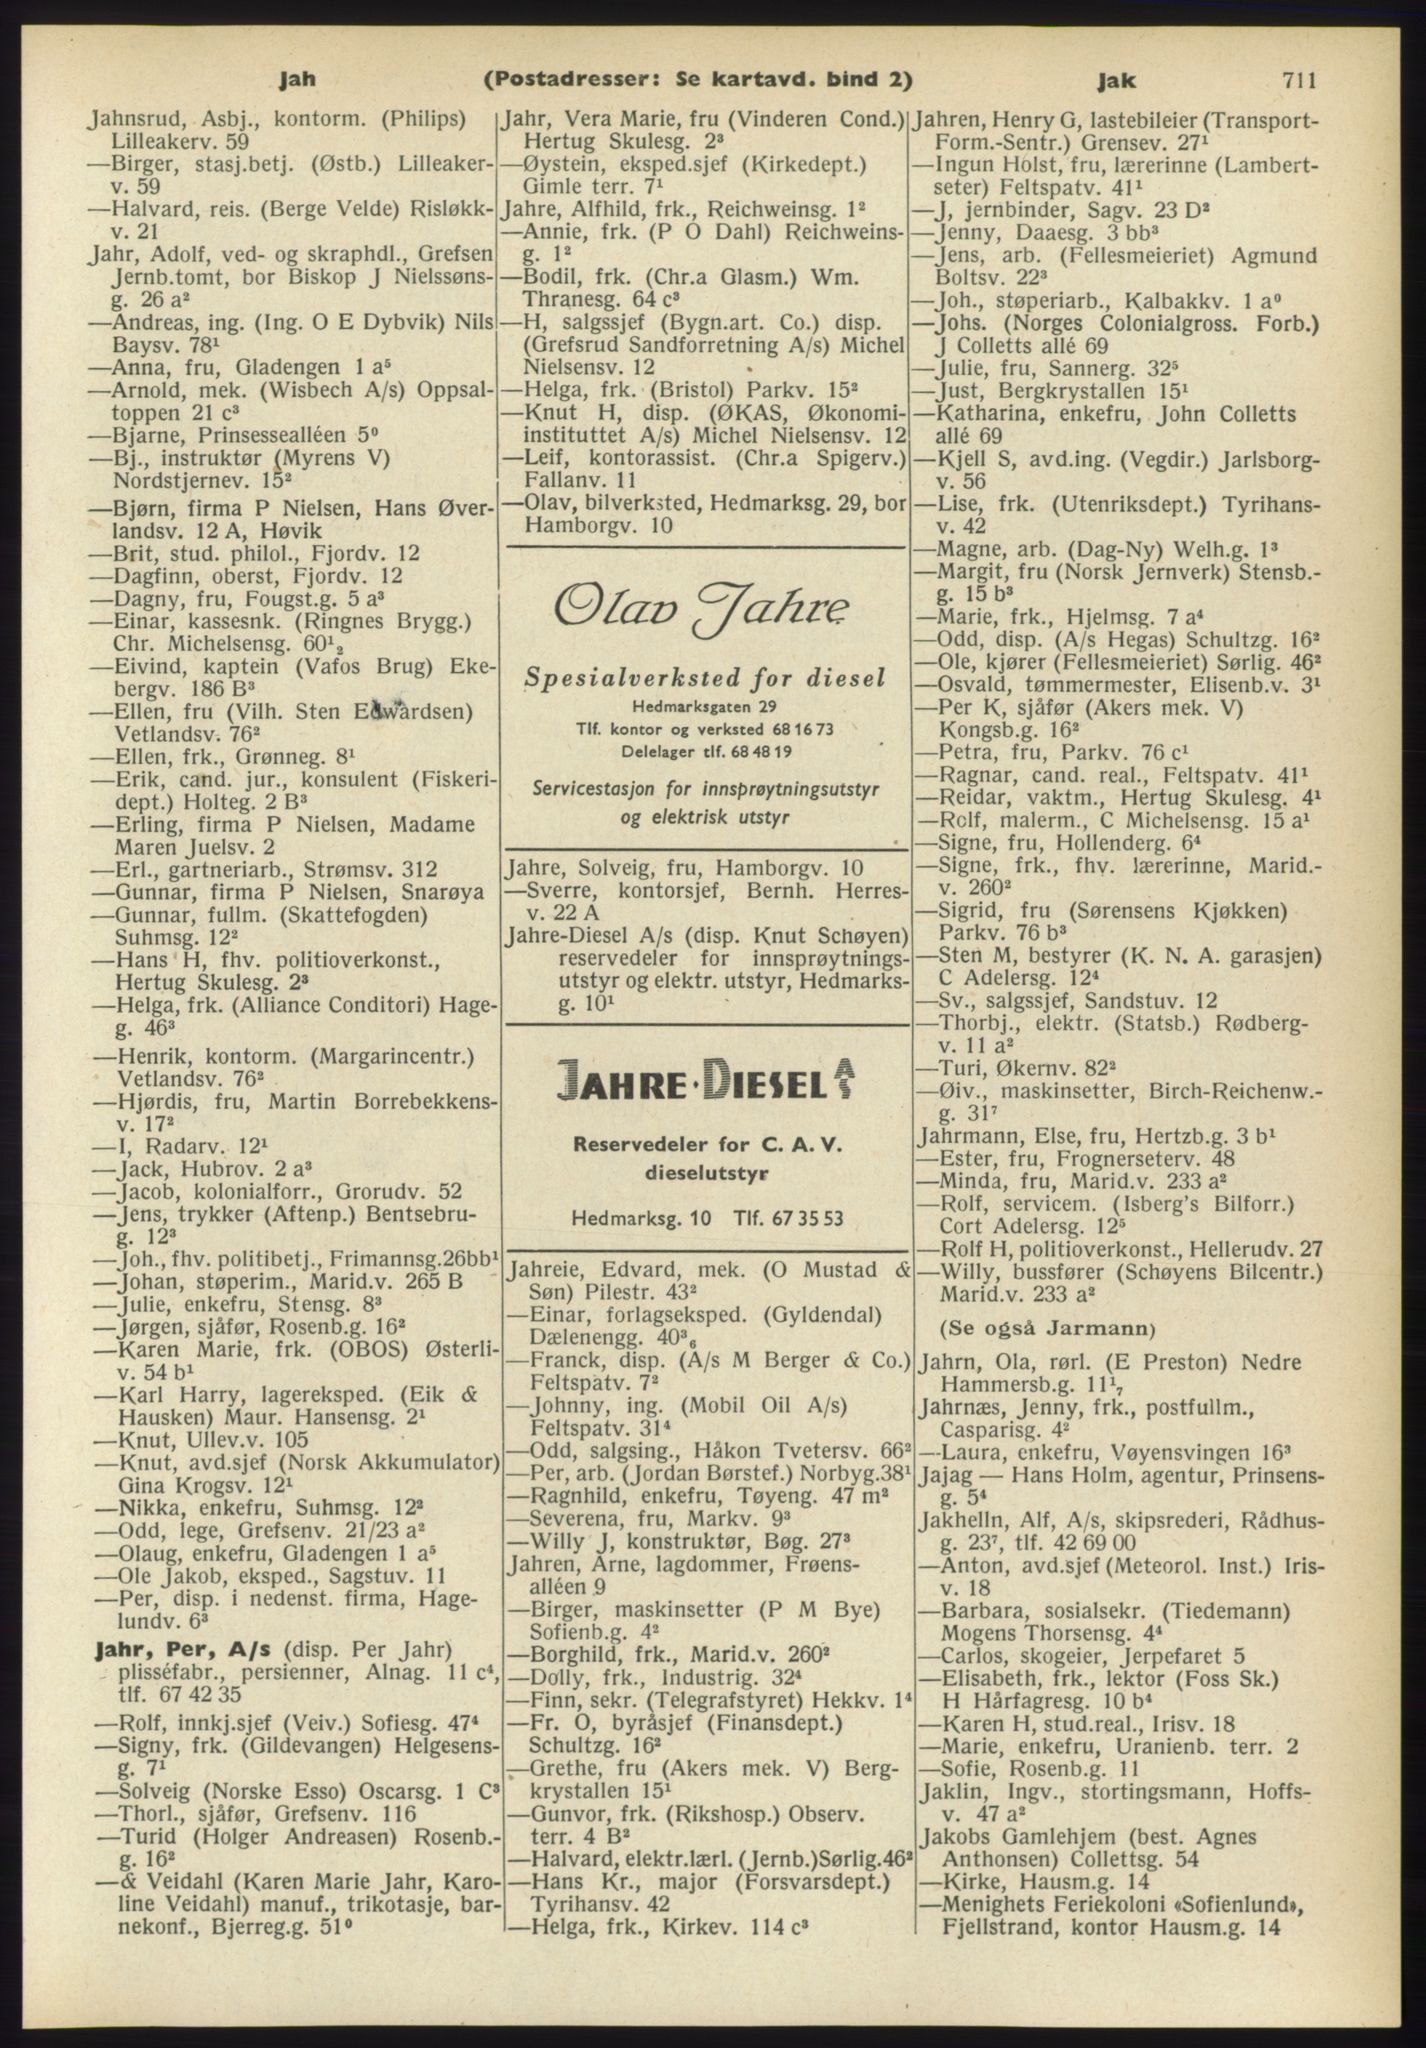 Jah (Postadresser: Se kartavd. bind 2) Jak 711
Jahnsrud, Asbj., kontorm. (Philips)
Lilleakerv. 59
—Birger, stasj.betj. (Østb.) Lilleaker-
v. 59
—Halvard, reis. (Berge Velde) Risløkk-
v. 21
Jahr, Adolf, ved- og skraphdl., Grefsen
Jernb.tomt, bor Biskop J Nielssøns-
g. 26 a²
—Andreas, ing. (Ing. O E Dybvik) Nils
Baysv. 78¹
—Anna, fru, Gladengen 1 a⁵
—Arnold, mek. (Wisbech A/s) Oppsal-
toppen 21 c³
—Bjarne, Prinsessealléen 5⁰
—Bj., instruktør (Myrens V)
Nordstjernev. 15²
—Bjørn, firma P Nielsen, Hans Øver-
landsv. 12 A, Høvik
—Brit, stud. philol., Fjordv. 12
—Dagfinn, oberst, Fjordv. 12
—Dagny, fru, Fougst.g. 5 a³
—Einar, kassesnk. (Ringnes Brygg.)
Chr. Michelsensg. 60¹₂
—Eivind, kaptein (Vafos Brug) Eke-
bergv. 186 B³
—Ellen, fru (Vilh. Sten Edwardsen)
Vetlandsv. 76²
—Ellen, frk., Grønneg. 8¹
—Erik, cand. jur., konsulent (Fiskeri-
dept.) Holteg. 2 B³
—Erling, firma P Nielsen, Madame
Maren Juelsv. 2
—Erl., gartneriarb., Strømsv. 312
—Gunnar, firma P Nielsen, Snarøya
—Gunnar, fullm. (Skattefogden)
Suhmsg. 12²
—Hans H, fhv. politioverkonst.,
Hertug Skulesg. 2³
—Helga, frk. (Alliance Conditori) Hage-
g. 46³
—Henrik, kontorm. (Margarincentr.)
Vetlandsv. 76²
—Hjørdis, fru, Martin Borrebekkens-
v. 17²
—I, Radarv. 12¹
—Jack, Hubrov. 2 a³
—Jacob, kolonialforr., Grorudv. 52
—Jens, trykker (Aftenp.) Bentsebru-
g. 12³
—Joh., fhv. politibetj., Frimannsg.26bb¹
—Johan, støperim., Marid.v. 265 B
—Julie, enkefru, Stensg. 8³
—Jørgen, sjåfør, Rosenb.g. 16²
—Karen Marie, frk. (OBOS) Østerli-
v. 54 b¹
—Karl Harry, lagereksped. (Eik &
Hausken) Maur. Hansensg. 2¹
—Knut, Ullev.v. 105
—Knut, avd.sjef (Norsk Akkumulator)
Gina Krogsv. 12¹
—Nikka, enkefru, Suhmsg. 12²
—Odd, lege, Grefsenv. 21/23 a²
—Olaug, enkefru, Gladengen 1 a⁵
—Ole Jakob, eksped., Sagstuv. 11
—Per, disp. i nedenst. firma, Hage-
lundv. 6³
Jahr, Per, A/s (disp. Per Jahr)
plisséfabr., persienner, Alnag. 11 c⁴,
tlf. 67 42 35
—Rolf, innkj.sjef (Veiv.) Sofiesg. 47⁴
—Signy, frk. (Gildevangen) Helgesens-
g. 7¹
—Solveig (Norske Esso) Oscarsg. 1 C³
—Thorl., sjåfør, Grefsenv. 116
—Turid (Holger Andreasen) Rosenb.-
g. 16²
—& Veidahl (Karen Marie Jahr, Karo-
line Veidahl) manuf., trikotasje, bar-
nekonf., Bjerreg.g. 51⁰
Jahr, Vera Marie, fru (Vinderen Cond.)
Hertug Skulesg. 2³
—Øystein, eksped.sjef (Kirkedept.)
Gimle terr. 7¹
Jahre, Alfhild, frk., Reichweinsg. 1²
—Annie, frk. (P O Dahl) Reichweins-
g. 1²
—Bodil, frk. (Chr.a Glasm.) Wm.
Thranesg. 64 c³
—H, salgssjef (Bygn.art. Co.) disp.
(Grefsrud Sandforretning A/s) Michel
Nielsensv. 12
—Helga, frk. (Bristol) Parkv. 15²
—Knut H, disp. (ØKAS, Økonomi-
instituttet A/s) Michel Nielsensv. 12
—Leif, kontorassist. (Chr.a Spigerv.)
Fallanv. 11
—Olav, bilverksted, Hedmarksg. 29, bor
Hamborgv. 10
Olav Jahre
Spesialverksted for diesel
Hedmarksgaten 29
Tlf. kontor og verksted 68 16 73
Delelager tlf. 68 48 19
Servicestasjon for innsprøytningsutstyr
og elektrisk utstyr
Jahre, Solveig, fru, Hamborgv. 10
—Sverre, kontorsjef, Bernh. Herres-
v. 22 A
Jahre-Diesel A/s (disp. Knut Schøyen)
reservedeler for innsprøytnings-
utstyr og elektr. utstyr, Hedmarks-
g. 10¹
JAHRE·DIESEL A/S
Reservedeler for C. A. V.
dieselutstyr
Hedmarksg. 10 Tlf. 67 35 53
Jahreie, Edvard, mek. (O Mustad &
Søn) Pilestr. 43²
—Einar, forlagseksped. (Gyldendal)
Dælenengg. 40³₆
—Franck, disp. (A/s M Berger & Co.)
Feltspatv. 7²
—Johnny, ing. (Mobil Oil A/s)
Feltspatv. 31⁴
—Odd, salgsing., Håkon Tvetersv. 66²
—Per, arb. (Jordan Børstef.) Norbyg.38¹
—Ragnhild, enkefru, Tøyeng. 47 m²
—Severena, fru, Markv. 9³
—Willy J, konstruktør, Bøg. 27³
Jahren, Arne, lagdommer, Frøens-
alléen 9
—Birger, maskinsetter (P M Bye)
Sofienb.g. 4²
—Borghild, frk., Marid.v. 260²
—Dolly, frk., Industrig. 32⁴
—Finn, sekr. (Telegrafstyret) Hekkv. 1⁴
—Fr. O, byråsjef (Finansdept.)
Schultzg. 16²
—Grethe, fru (Akers mek. V) Berg-
krystallen 15¹
—Gunvor, frk. (Rikshosp.) Observ.
terr. 4 B²
—Halvard, elektr.lærl. (Jernb.)Sørlig.46²
—Hans Kr., major (Forsvarsdept.)
Tyrihansv. 42
—Helga, frk., Kirkev. 114 c³
Jahren, Henry G, lastebileier (Transport-
Form.-Sentr.) Grensev. 27¹
—Ingun Holst, fru, lærerinne (Lambert-
seter) Feltspatv. 41¹
—J, jernbinder, Sagv. 23 D²
—Jenny, Daaesg. 3 bb³
—Jens, arb. (Fellesmeieriet) Agmund
Boltsv. 22³
—Joh., støperiarb., Kalbakkv. 1 a⁰
—Johs. (Norges Colonialgross. Forb.)
J Colletts allé 69
—Julie, fru, Sannerg. 32⁵
—Just, Bergkrystallen 15¹
—Katharina, enkefru, John Colletts
allé 69
—Kjell S, avd.ing. (Vegdir.) Jarlsborg-
v. 56
—Lise, frk. (Utenriksdept.) Tyrihans-
v. 42
—Magne, arb. (Dag-Ny) Welh.g. 1³
—Margit, fru (Norsk Jernverk) Stensb.-
g. 15 b³
—Marie, frk., Hjelmsg. 7 a⁴
—Odd, disp. (A/s Hegas) Schultzg. 16²
—Ole, kjører (Fellesmeieriet) Sørlig. 46²
—Osvald, tømmermester, Elisenb.v. 3¹
—Per K, sjåfør (Akers mek. V)
Kongsb.g. 16²
—Petra, fru, Parkv. 76 c¹
—Ragnar, cand. real., Feltspatv. 41¹
—Reidar, vaktm., Hertug Skulesg. 4¹
—Rolf, malerm., C Michelsensg. 15 a¹
—Signe, fru, Hollenderg. 6⁴
—Signe, frk., fhv. lærerinne, Marid.-
v. 260²
—Sigrid, fru (Sørensens Kjøkken)
Parkv. 76 b³
—Sten M, bestyrer (K. N. A. garasjen)
C Adelersg. 12⁴
—Sv., salgssjef, Sandstuv. 12
—Thorbj., elektr. (Statsb.) Rødberg-
v. 11 a²
—Turi, Økernv. 82²
—Øiv., maskinsetter, Birch-Reichenw.-
g. 31⁷
Jahrmann, Else, fru, Hertzb.g. 3 b¹
—Ester, fru, Frognerseterv. 48
—Minda, fru, Marid.v. 233 a²
—Rolf, servicem. (Isberg's Bilforr.)
Cort Adelersg. 12⁵
—Rolf H, politioverkonst., Hellerudv. 27
—Willy, bussfører (Schøyens Bilcentr.)
Marid.v. 233 a²
(Se også Jarmann)
Jahrn, Ola, rørl. (E Preston) Nedre
Hammersb.g. 11¹₇
Jahrnæs, Jenny, frk., postfullm.,
Casparisg. 4²
—Laura, enkefru, Vøyensvingen 16³
Jajag — Hans Holm, agentur, Prinsens-
g. 5⁴
Jakhelln, Alf, A/s, skipsrederi, Rådhus-
g. 23⁷, tlf. 42 69 00
—Anton, avd.sjef (Meteorol. Inst.) Iris-
v. 18
—Barbara, sosialsekr. (Tiedemann)
Mogens Thorsensg. 4⁴
—Carlos, skogeier, Jerpefaret 5
—Elisabeth, frk., lektor (Foss Sk.)
H Hårfagresg. 10 b⁴
—Karen H, stud.real., Irisv. 18
—Marie, enkefru, Uranienb. terr. 2
—Sofie, Rosenb.g. 11
Jaklin, Ingv., stortingsmann, Hoffs-
v. 47 a²
Jakobs Gamlehjem (best. Agnes
Anthonsen) Collettsg. 54
—Kirke, Hausm.g. 14
—Menighets Feriekoloni «Sofienlund»,
Fjellstrand, kontor Hausm.g. 14